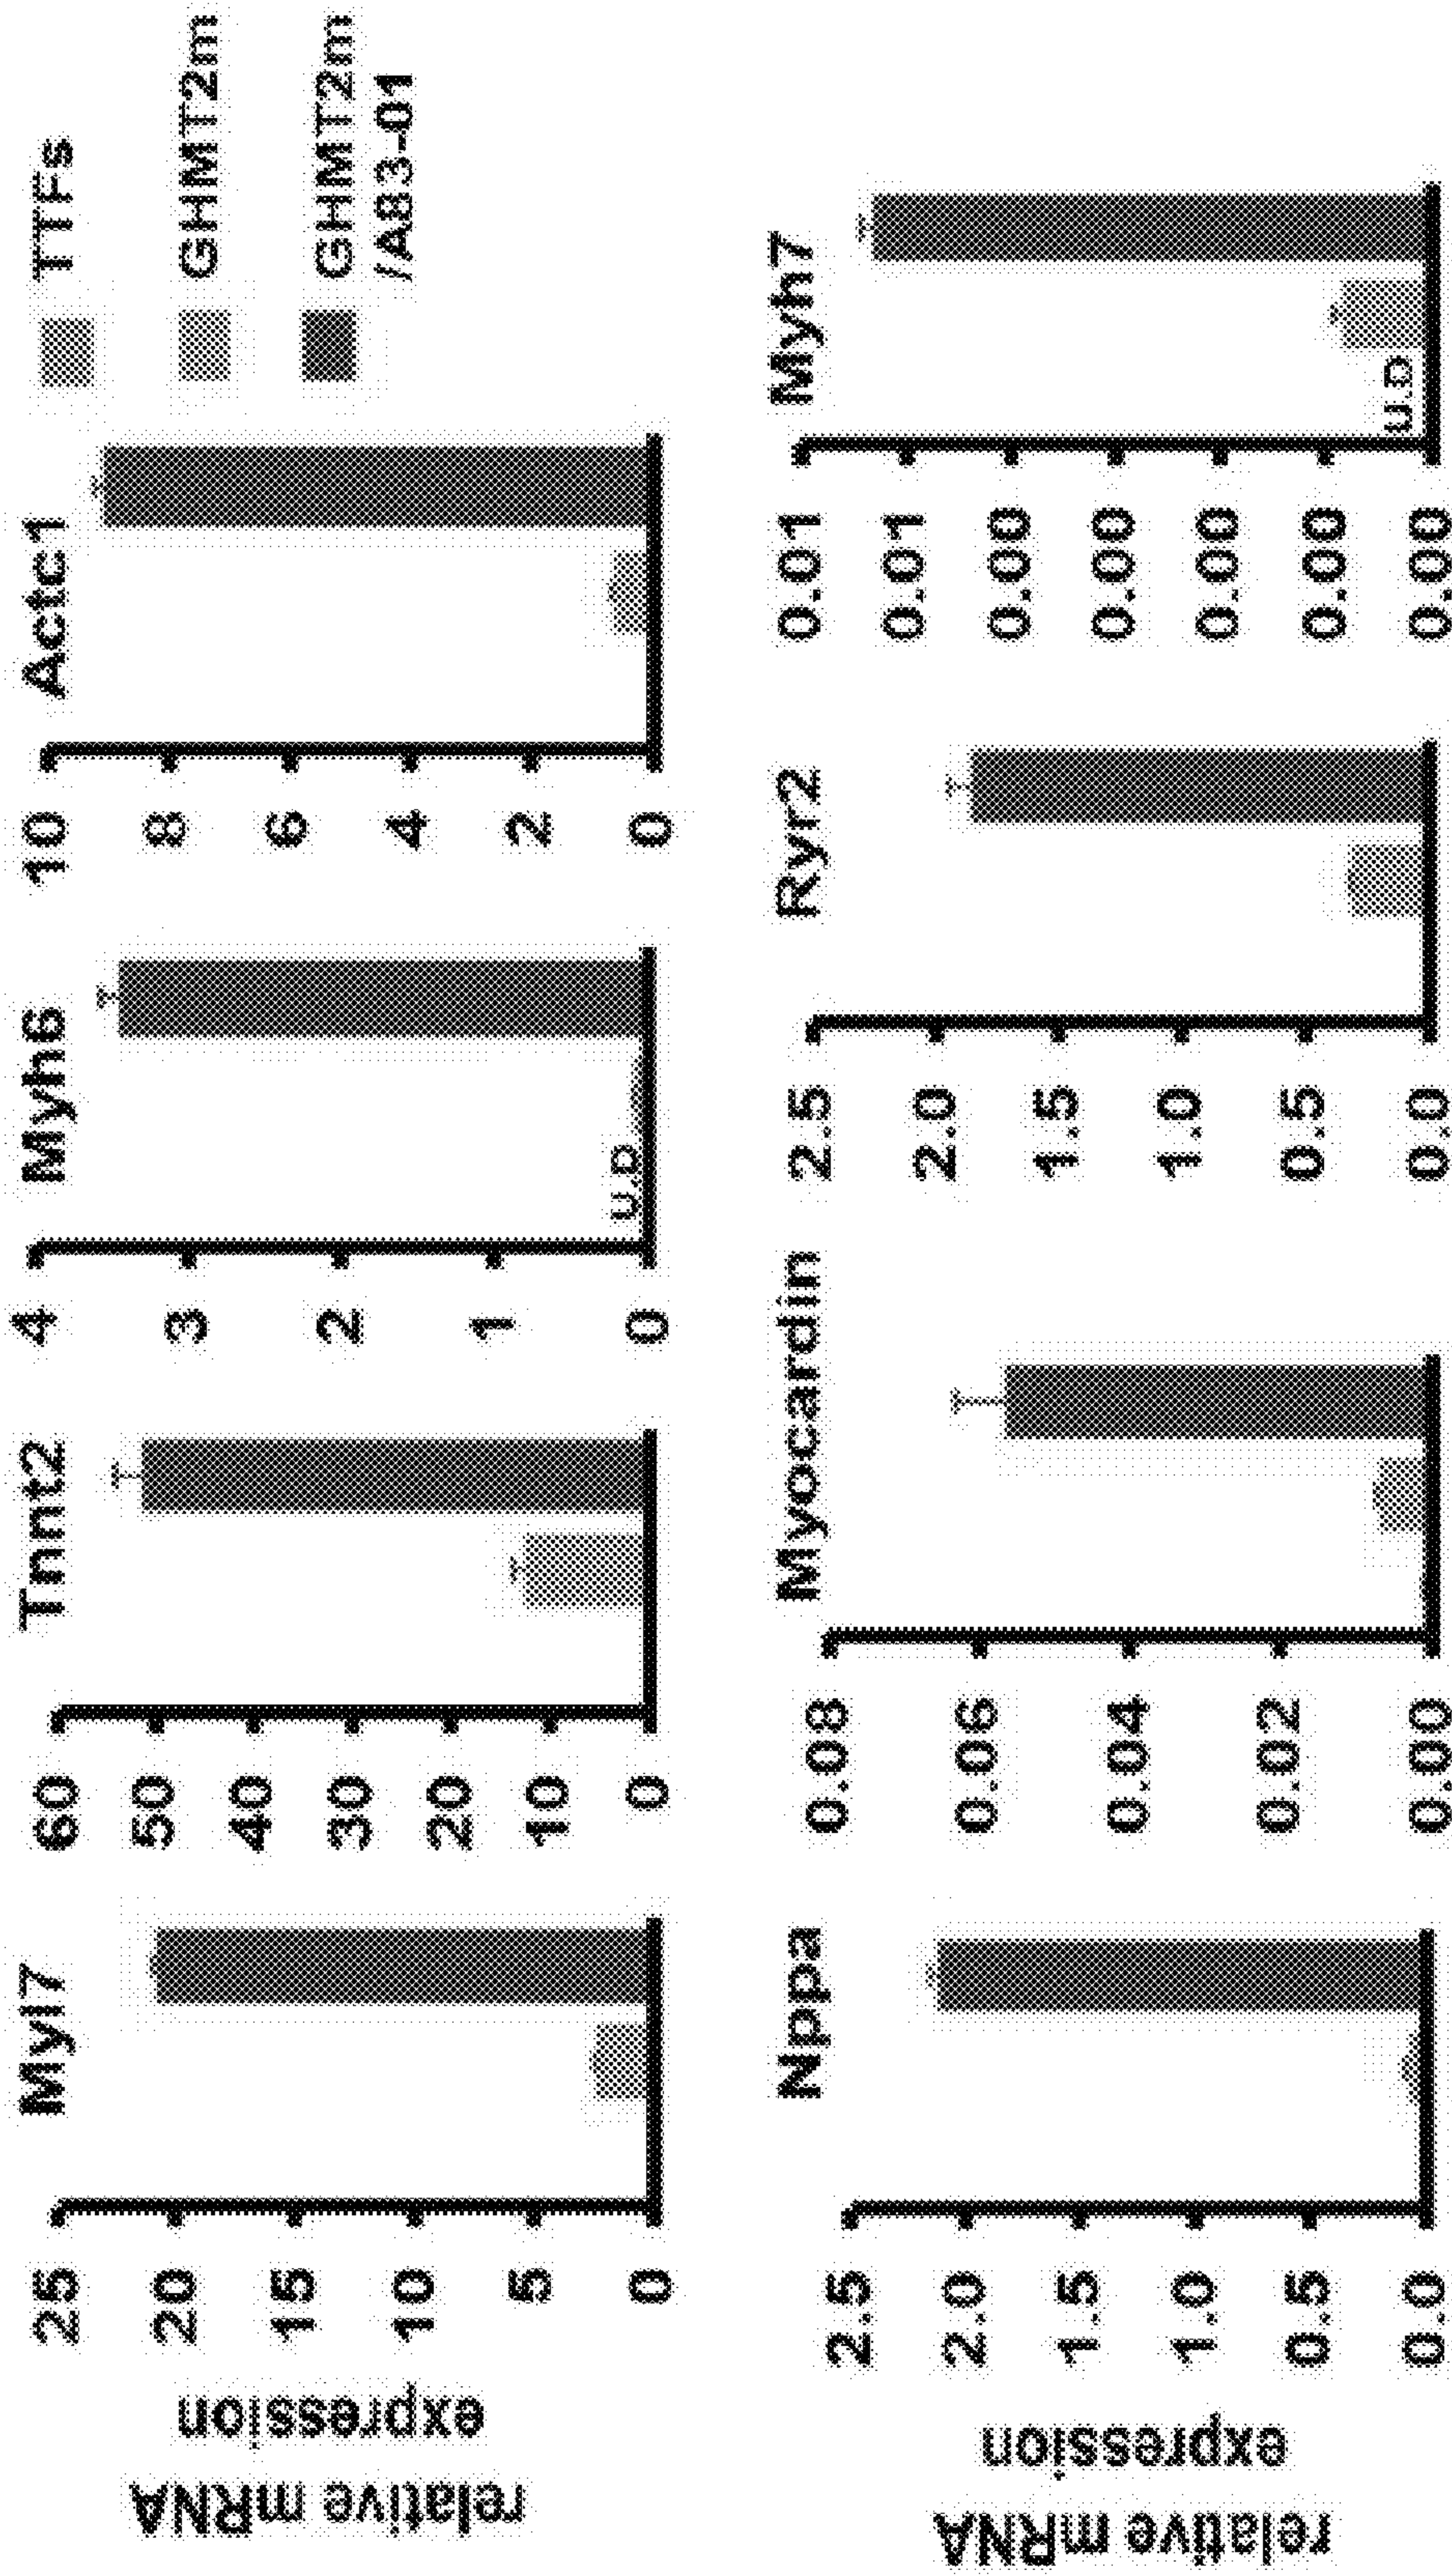 TTFs
GHMT2m
GHMT2m
/A83-01
relative mRNA
expression
Myl7
25
20
15
10
5
0
Tnnt2
60
50
40
30
20
10
0
Myh6
4
3
2
1
0
U.D
Actc1
10
8
6
4
2
0
relative mRNA
expression
Nppa
2.5
2.0
1.5
1.0
0.5
0.0
Myocardin
0.08
0.06
0.04
0.02
0.00
Ryr2
2.5
2.0
1.5
1.0
0.5
0.0
Myh7
0.01
0.01
0.00
0.00
0.00
0.00
0.00
U.D